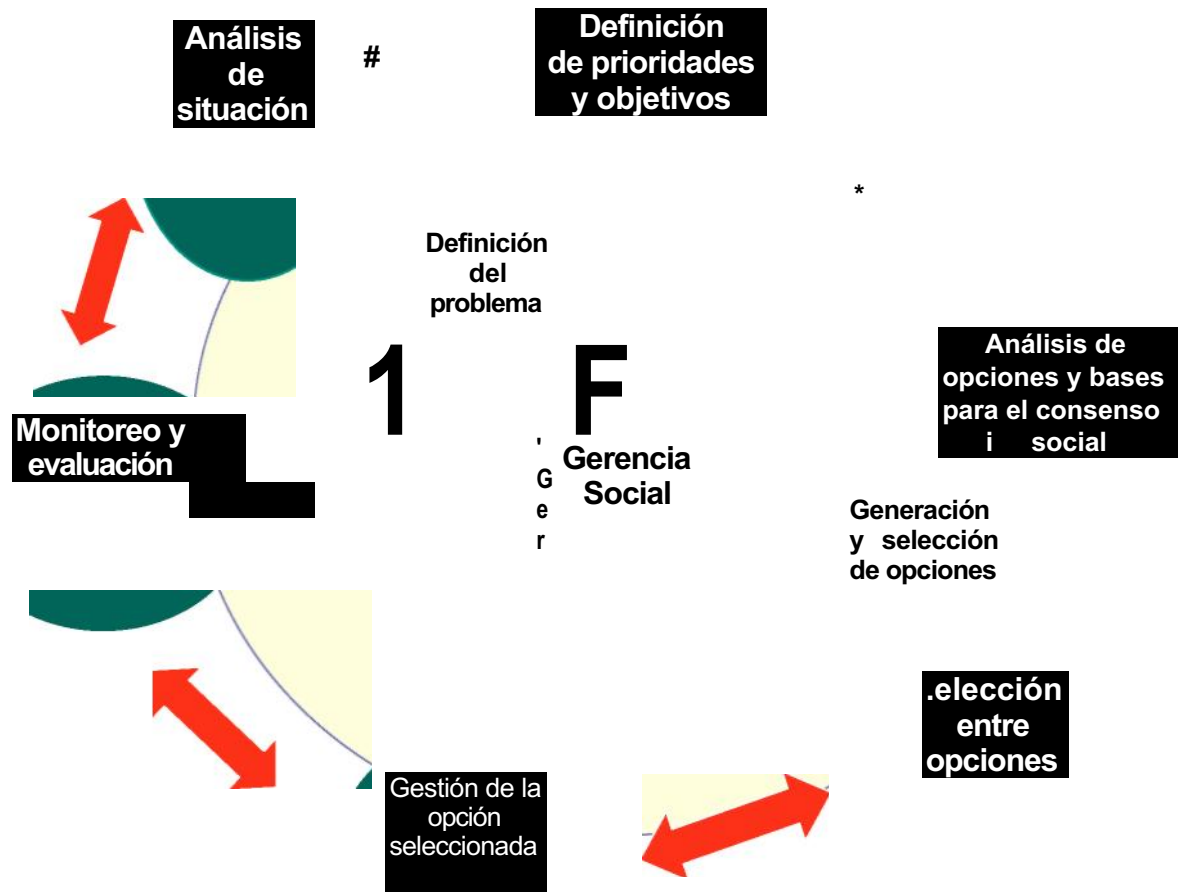 Análisis
de
situación
#
Definición
de prioridades
y objetivos
*
Definición
del
problema
1 F
Análisis de
opciones y bases
para el consenso
i social
Monitoreo y
evaluación
'
G
e
r
Gerencia
Social
Generación
y selección
de opciones
.elección
entre
opciones
Gestión de la
opción
seleccionada